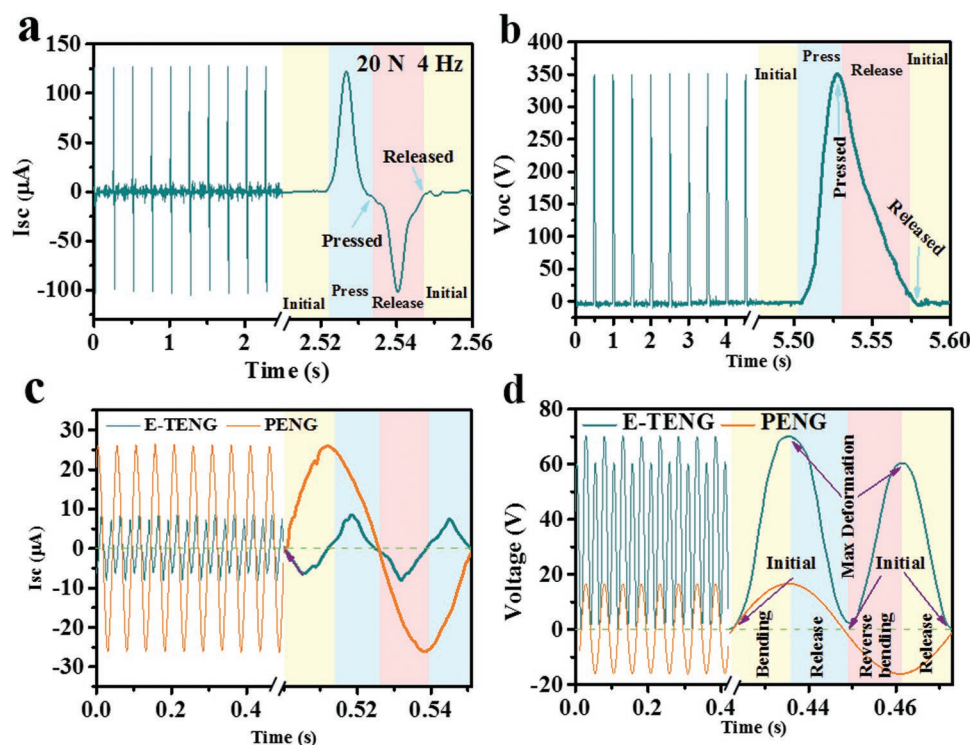 a
20 N 4 Hz
Isc (μA)
150
100
50
0
-50
-100
Released
Pressed
Initial
Press
Release
Initial
0
1
2
2.52
2.54
2.56
Time (s)
b
Voc (V)
400
350
300
250
200
150
100
50
0
Initial
Press
Release
Initial
Pressed
Released
0
1
2
3
4
5.50
5.55
5.60
Time (s)
c
E-TENG
PENG
Isc (μA)
30
20
10
0
-10
-20
-30
0.0
0.2
0.4
0.52
0.54
Time (s)
d
E-TENG
PENG
Voltage (V)
80
60
40
20
0
-20
Max Deformation
Initial
Initial
Bending
Release
Reverse
bending
Release
0.0
0.2
0.4
0.44
0.46
Time (s)